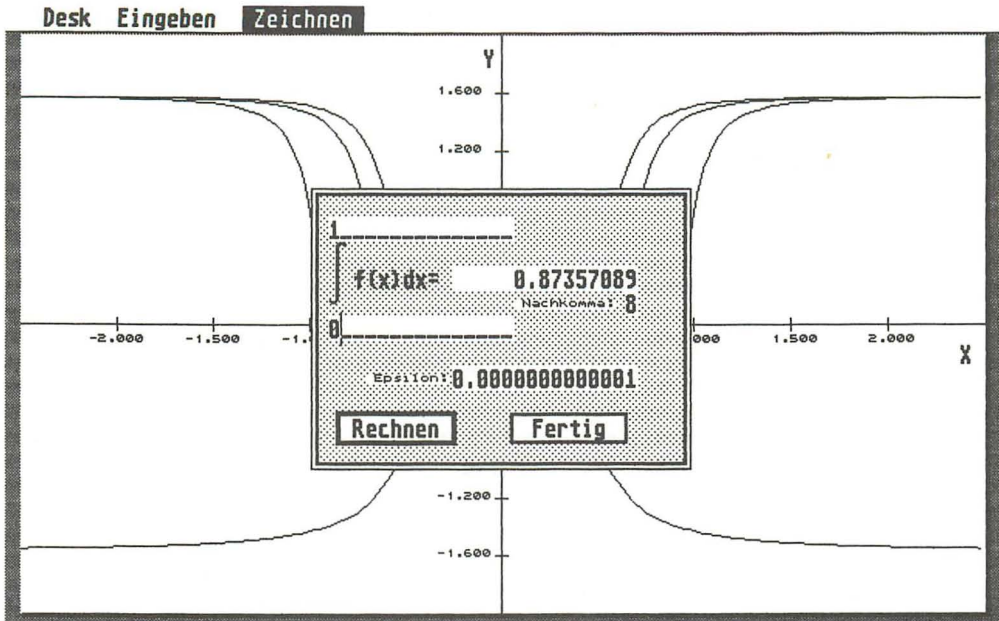 Desk Eingeben Zeichnen
Y
1.600
1.200
1
∫ f(x)dx= 0.87357089
Nachkomma: 8
0
-2.000 -1.500 -1. 000 1.500 2.000
X
Epsilon: 0.0000000000001
Rechnen Fertig
-1.200
-1.600